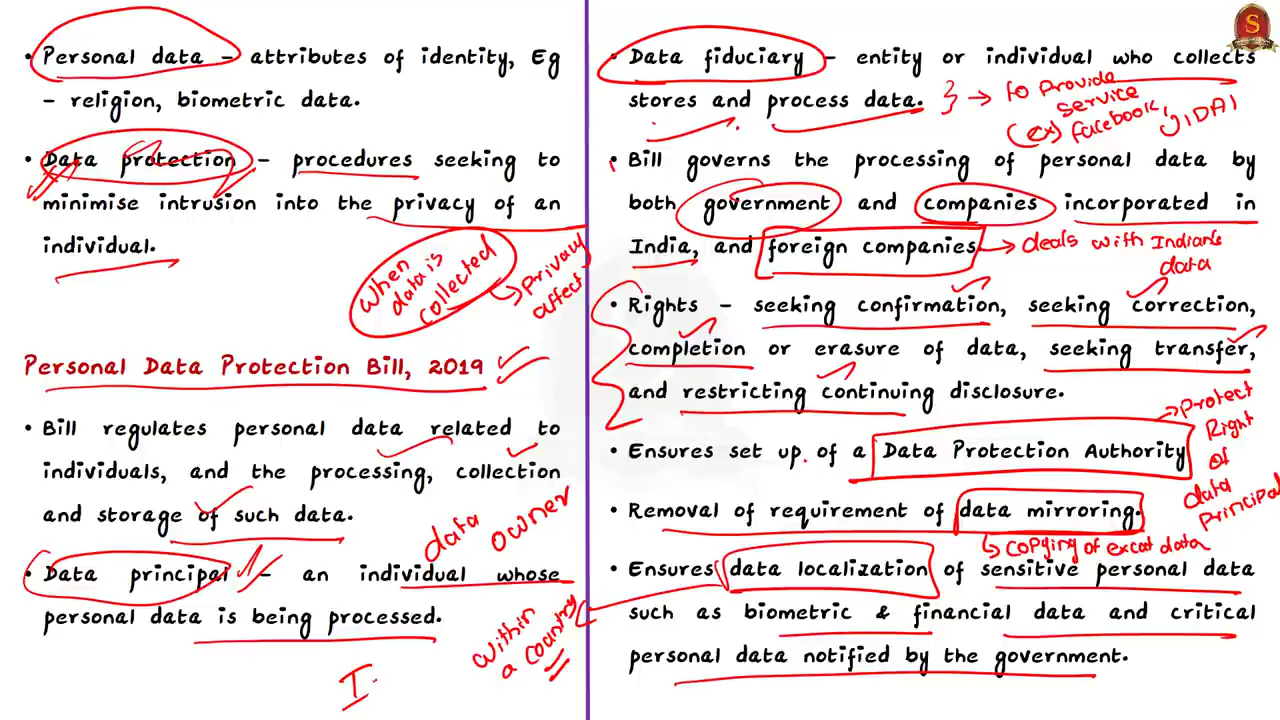 • Personal data - attributes of identity, Eg
- religion, biometric data.
• Data protection - procedures seeking to
minimise intrusion into the privacy of an
individual.
when
data is
collected
privacy
affect
Personal Data Protection Bill, 2019
• Bill regulates personal data related to
individuals, and the processing, collection
and storage of such data.
data owner
• Data principal - an individual whose
personal data is being processed.
within
a country
I
S
• Data fiduciary - entity or individual who collects
stores and process data.
to provide
service
(ex) facebook,
UIDAI
• Bill governs the processing of personal data by
both government and companies incorporated in
India, and foreign companies
deals with Indian's
data
• Rights - seeking confirmation, seeking correction,
completion or erasure of data, seeking transfer,
and restricting continuing disclosure.
• Ensures set up of a Data Protection Authority
protect
Right
of
data
principal
• Removal of requirement of data mirroring.
copying of excat data
• Ensures data localization of sensitive personal data
such as biometric & financial data and critical
personal data notified by the government.